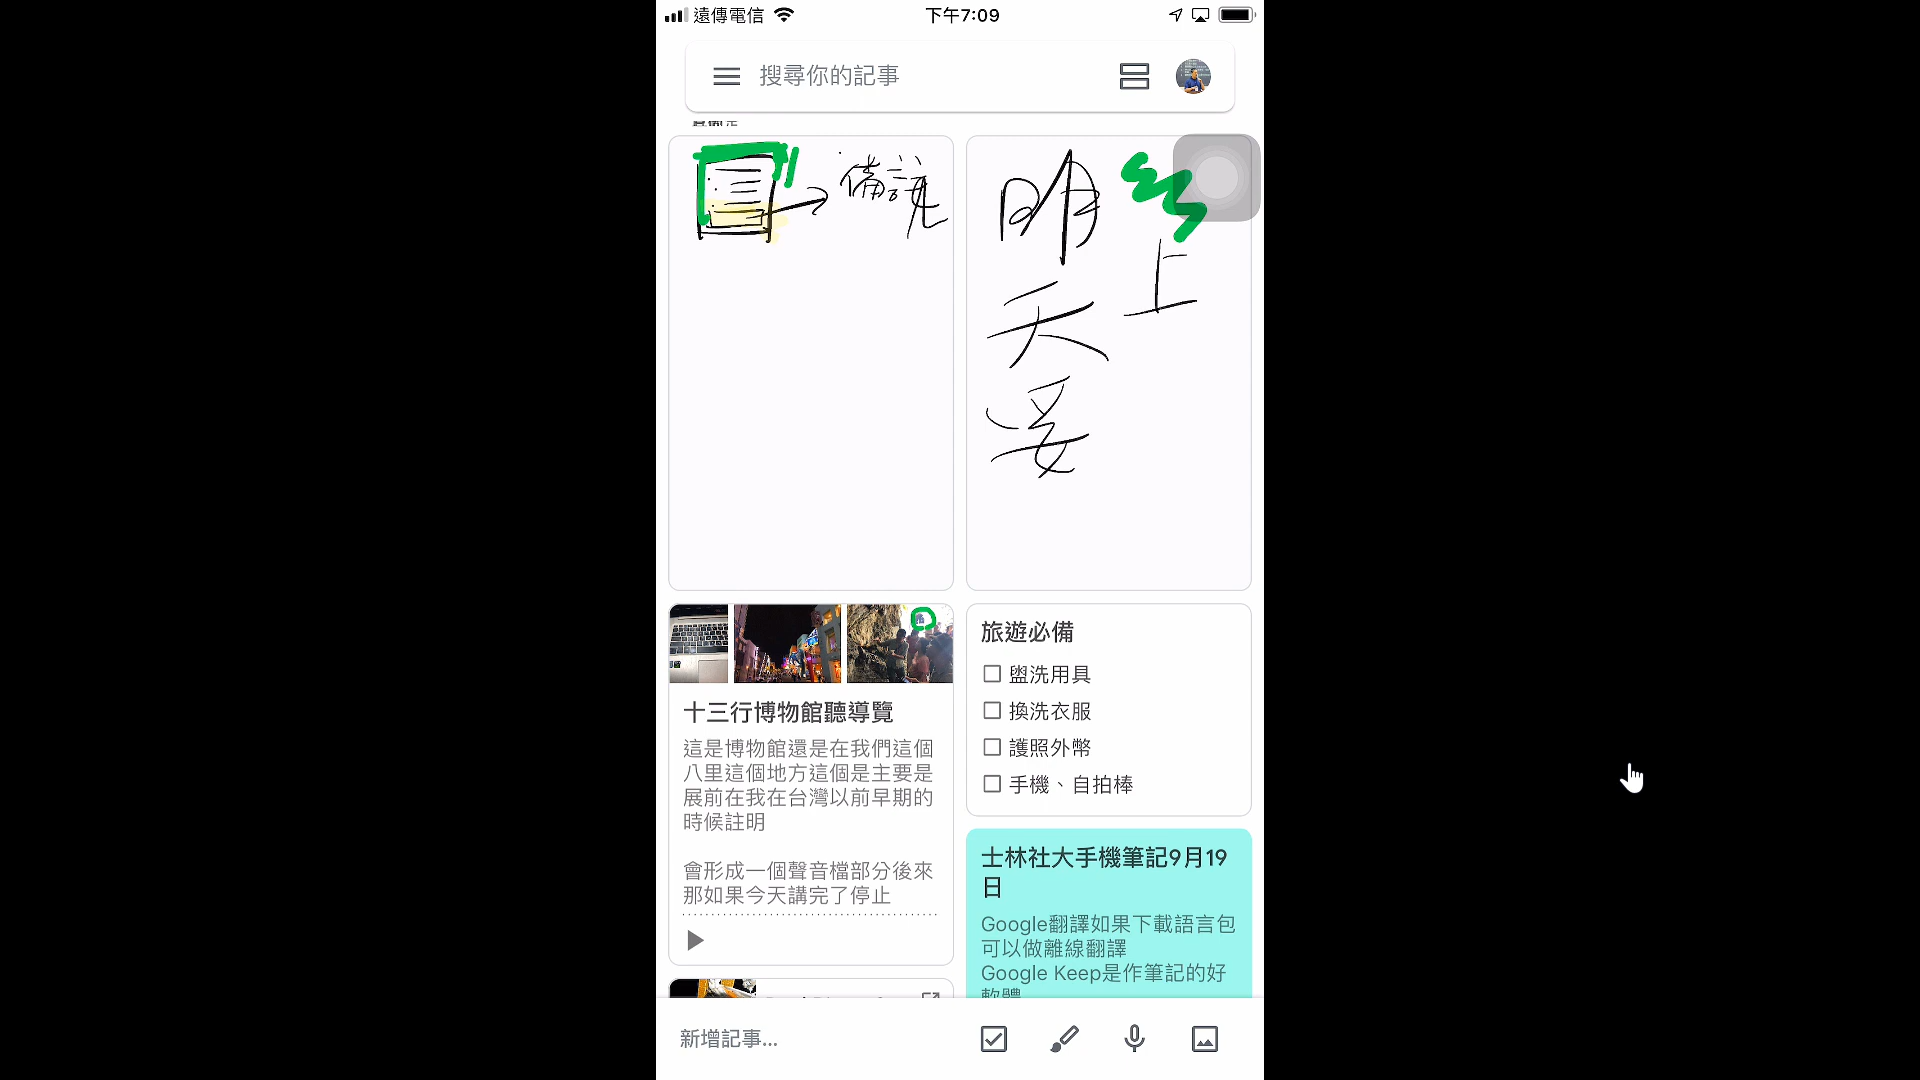 遠傳電信
下午7:09
搜尋你的記事
備註
明
天
要
上
十三行博物館聽導覽
這是博物館還是在我們這個
八里這個地方這個是主要是
展前在我在台灣以前早期的
時候註明
會形成一個聲音檔部分後來
那如果今天講完了停止
旅遊必備
盥洗用具
換洗衣服
護照外幣
手機、自拍棒
士林社大手機筆記9月19
日
Google翻譯如果下載語言包
可以做離線翻譯
Google Keep是作筆記的好
軟體
新增記事...